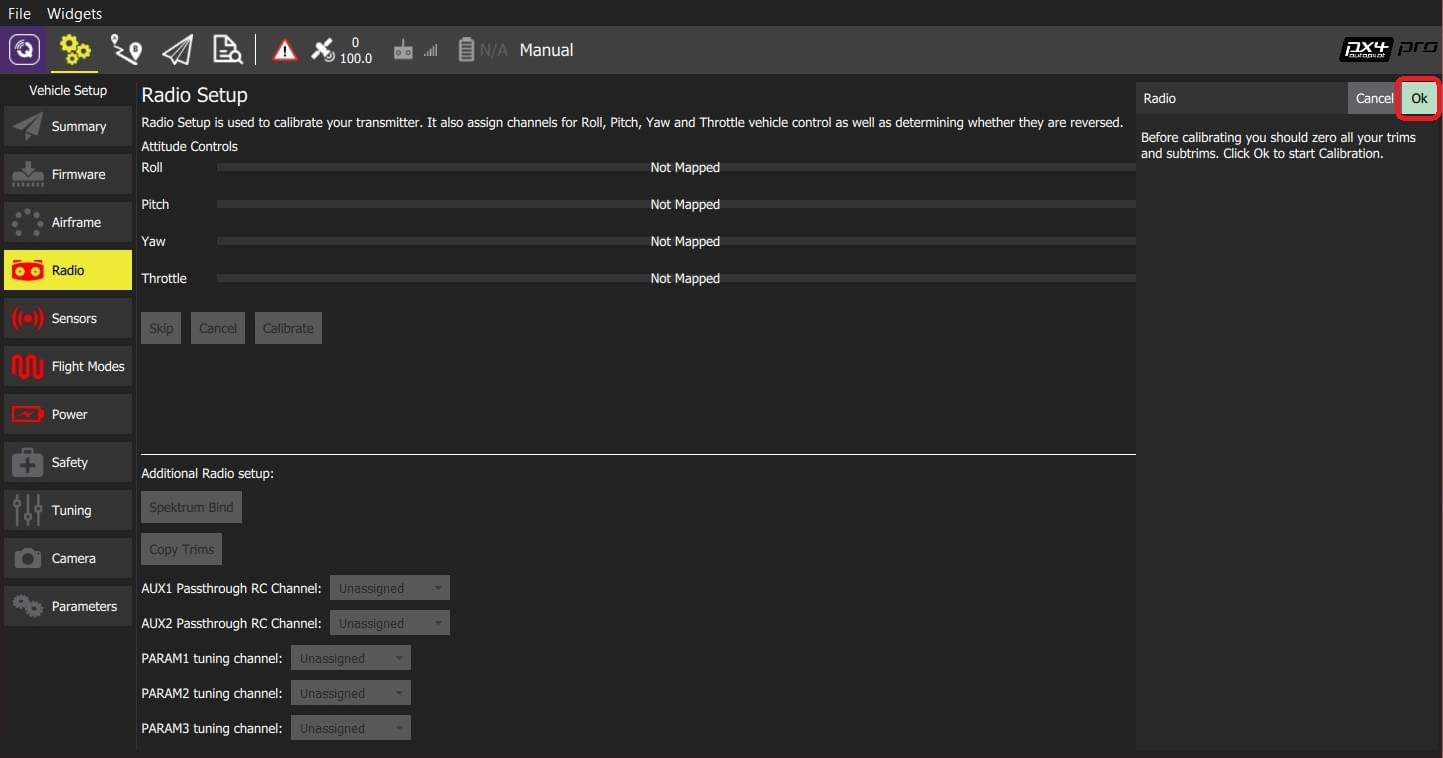 File Widgets
0
100.0
N/A Manual
px4 pro
autopilot
Vehicle Setup
Summary
Firmware
Airframe
Radio
Sensors
Flight Modes
Power
Safety
Tuning
Camera
Parameters
Radio Setup
Radio Setup is used to calibrate your transmitter. It also assign channels for Roll, Pitch, Yaw and Throttle vehicle control as well as determining whether they are reversed.
Attitude Controls
Roll Not Mapped
Pitch Not Mapped
Yaw Not Mapped
Throttle Not Mapped
Skip Cancel Calibrate
Additional Radio setup:
Spektrum Bind
Copy Trims
AUX1 Passthrough RC Channel: Unassigned
AUX2 Passthrough RC Channel: Unassigned
PARAM1 tuning channel: Unassigned
PARAM2 tuning channel: Unassigned
PARAM3 tuning channel: Unassigned
Radio Cancel Ok
Before calibrating you should zero all your trims
and subtrims. Click Ok to start Calibration.